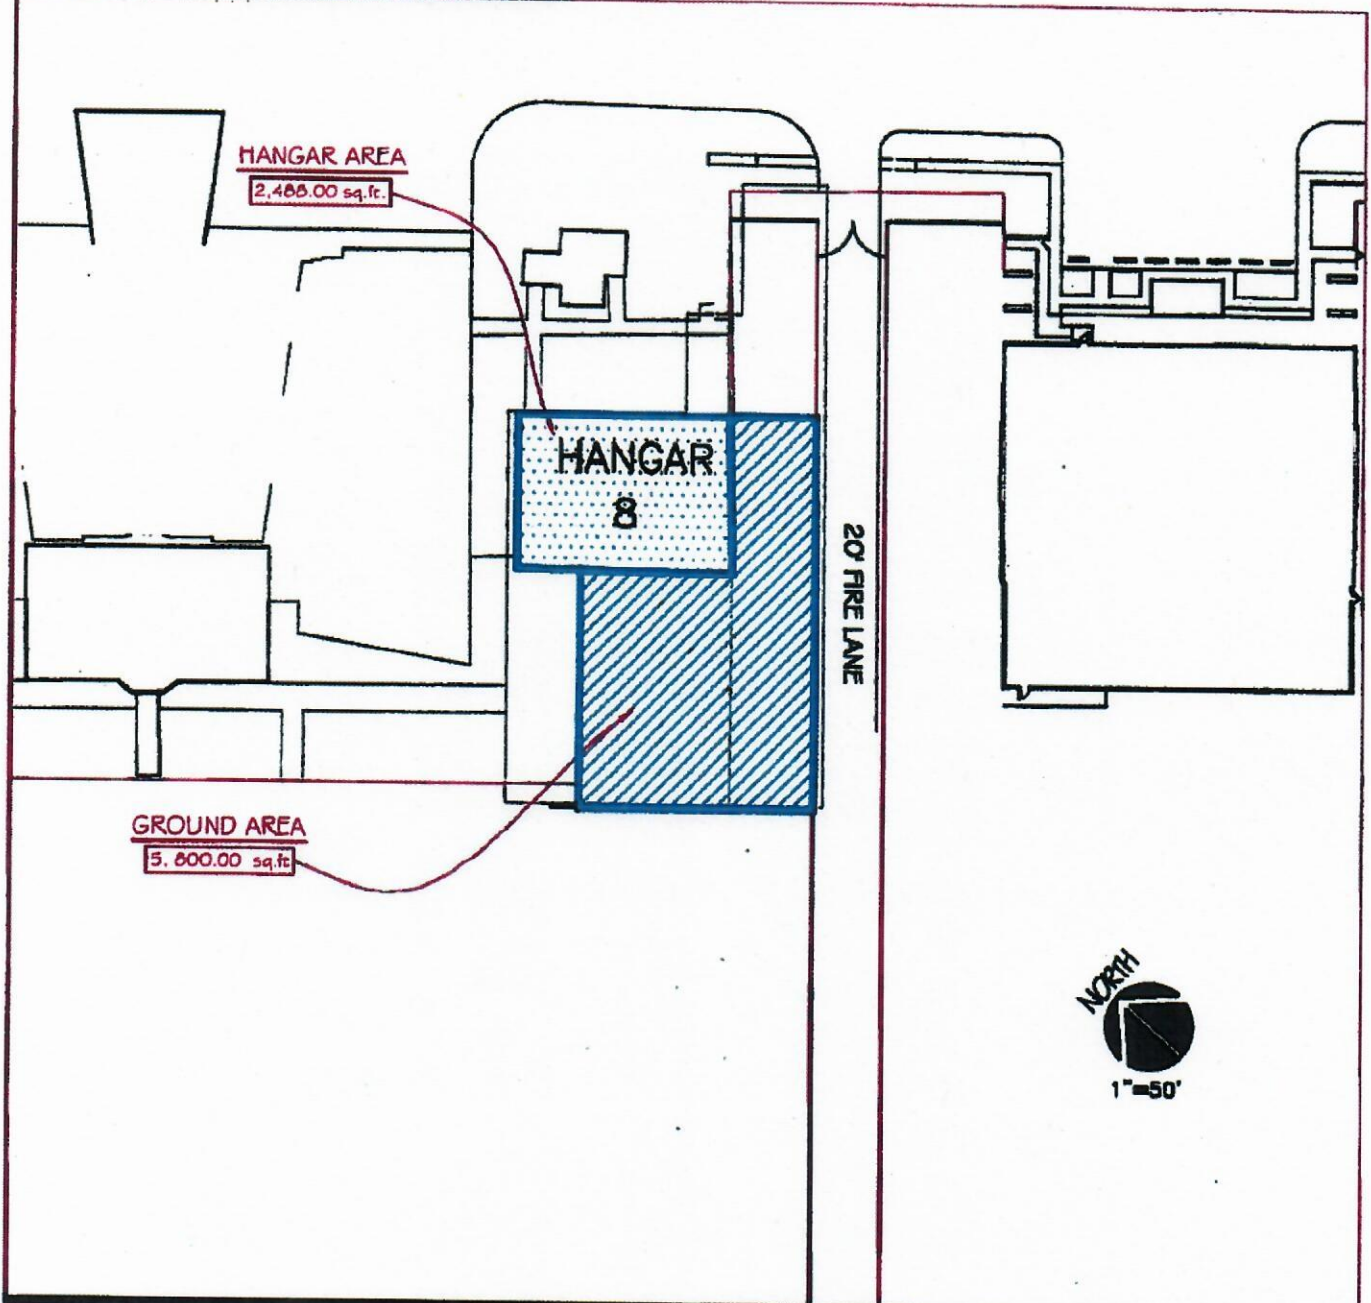 HANGAR AREA
2,488.00 sq.ft.
HANGAR
8
20' FIRE LANE
GROUND AREA
5, 800.00 sq.ft
NORTH
1"=50'